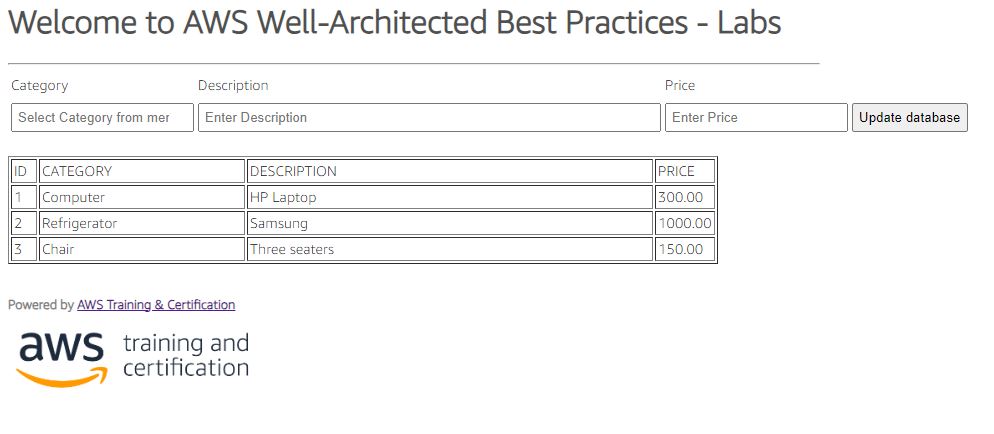 Welcome to AWS Well-Architected Best Practices - Labs
Category Description Price
Select Category from mer Enter Description Enter Price Update database
ID CATEGORY DESCRIPTION PRICE
1 Computer HP Laptop 300.00
2 Refrigerator Samsung 1000.00
3 Chair Three seaters 150.00
Powered by AWS Training & Certification
aws training and
certification